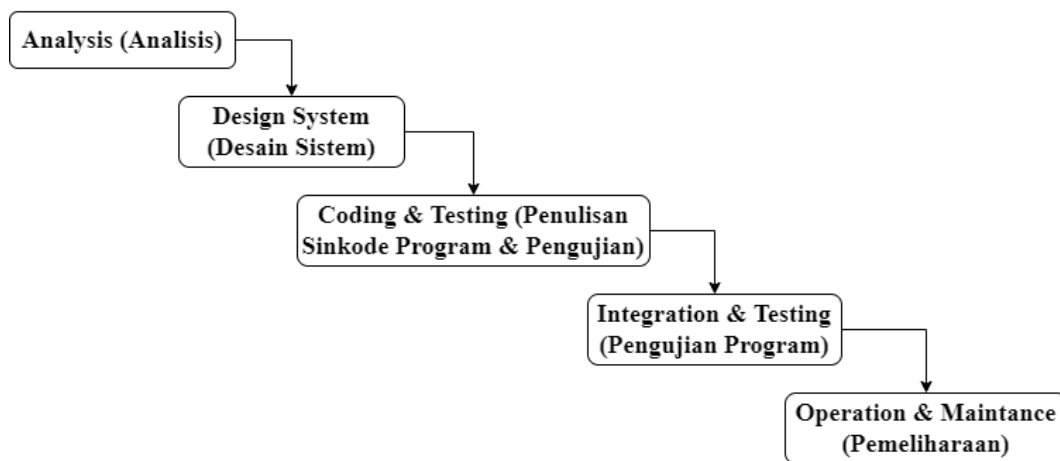 Analysis (Analisis)
Design System
(Desain Sistem)
Coding & Testing (Penulisan
Sinkode Program & Pengujian)
Integration & Testing
(Pengujian Program)
Operation & Maintance
(Pemeliharaan)